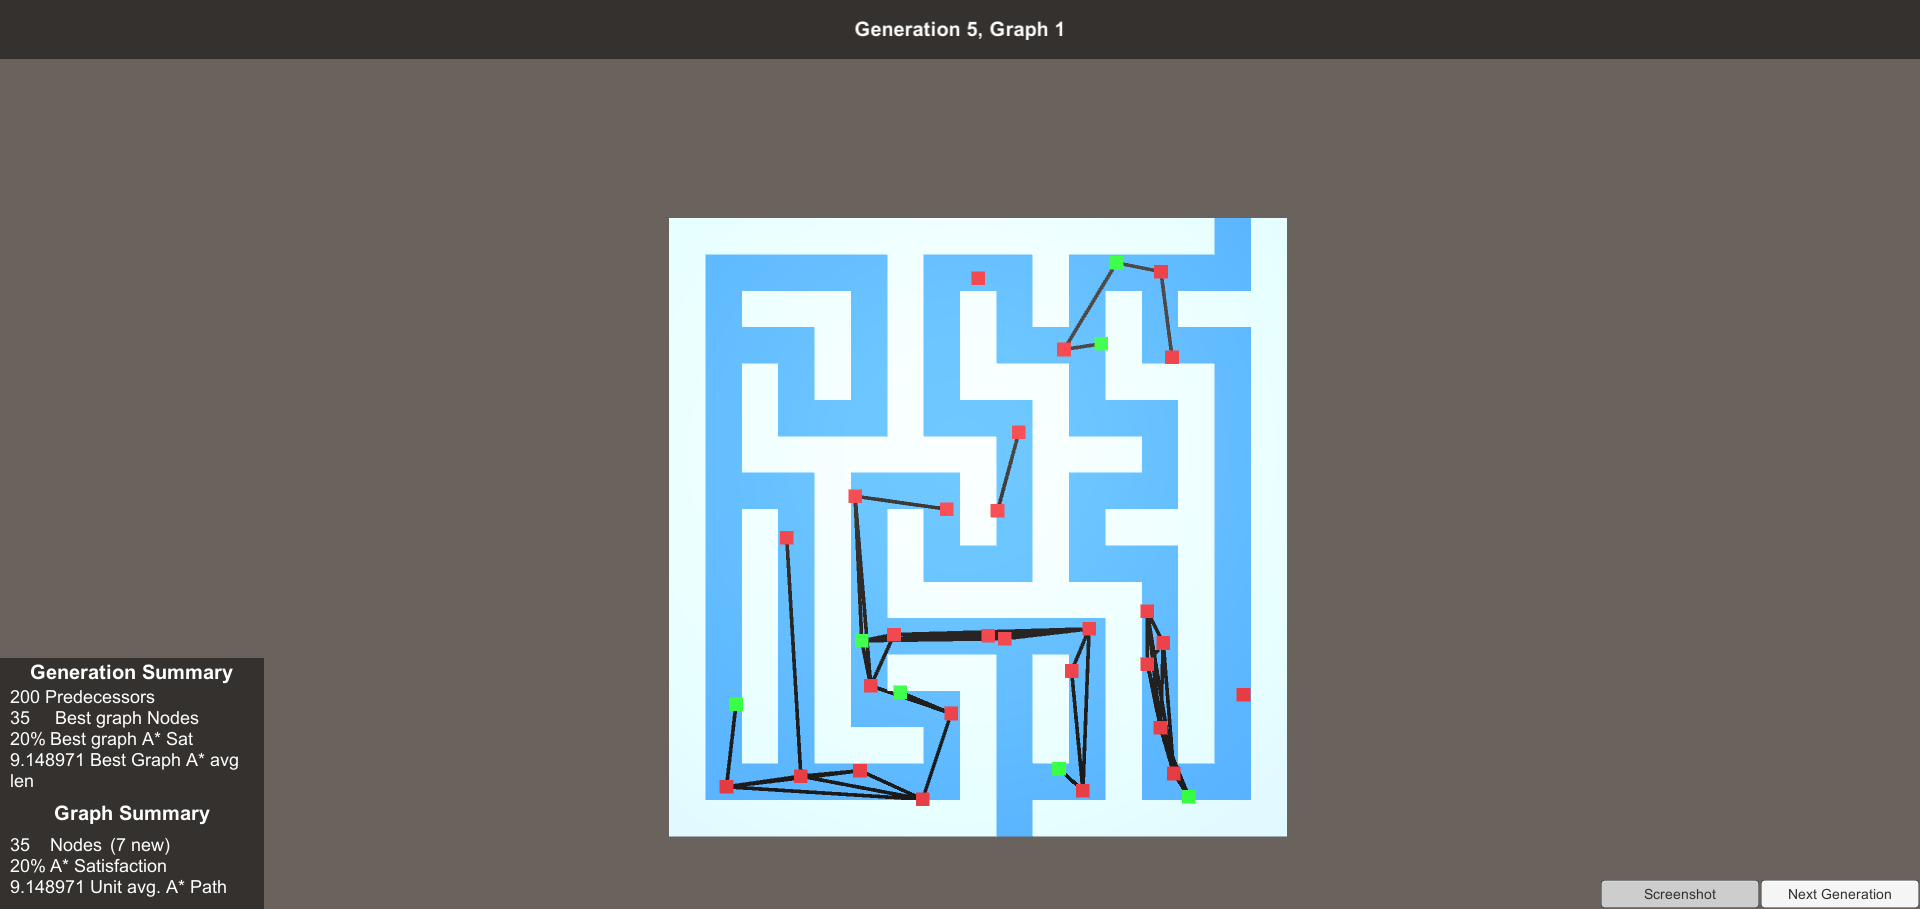 Generation 5, Graph 1
Generation Summary
200 Predecessors
35 Best graph Nodes
20% Best graph A* Sat
9.148971 Best Graph A* avg
len
Graph Summary
35 Nodes (7 new)
20% A* Satisfaction
9.148971 Unit avg. A* Path
Screenshot
Next Generation